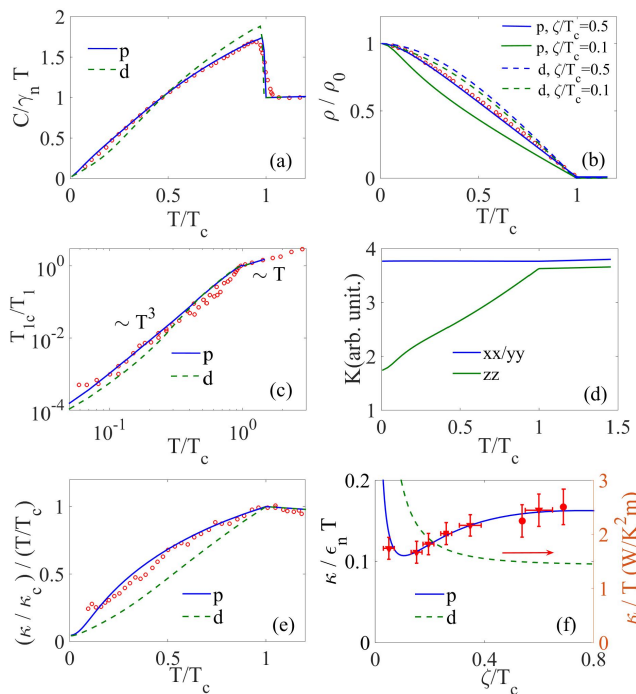 2
1.5
1
0.5
0
0
0.5
1
C/γn T
T/Tc
p
d
(a)
1
0.5
0
0
0.5
1
ρ / ρ0
T/Tc
p, ζ/Tc=0.5
p, ζ/Tc=0.1
d, ζ/Tc=0.5
d, ζ/Tc=0.1
(b)
10^0
10^-2
10^-4
10^-1
10^0
T1c/T1
T/Tc
~ T^3
~ T
p
d
(c)
4
3
2
1
0
0.5
1
1.5
K(arb. unit.)
T/Tc
xx/yy
zz
(d)
1
0.5
0
0
0.5
1
(κ / κc) / (T/Tc)
T/Tc
p
d
(e)
0.2
0.1
0
0
0.4
0.8
κ / ϵn T
ζ/Tc
3
2
1
0
κ / T (W/K²m)
p
d
(f)